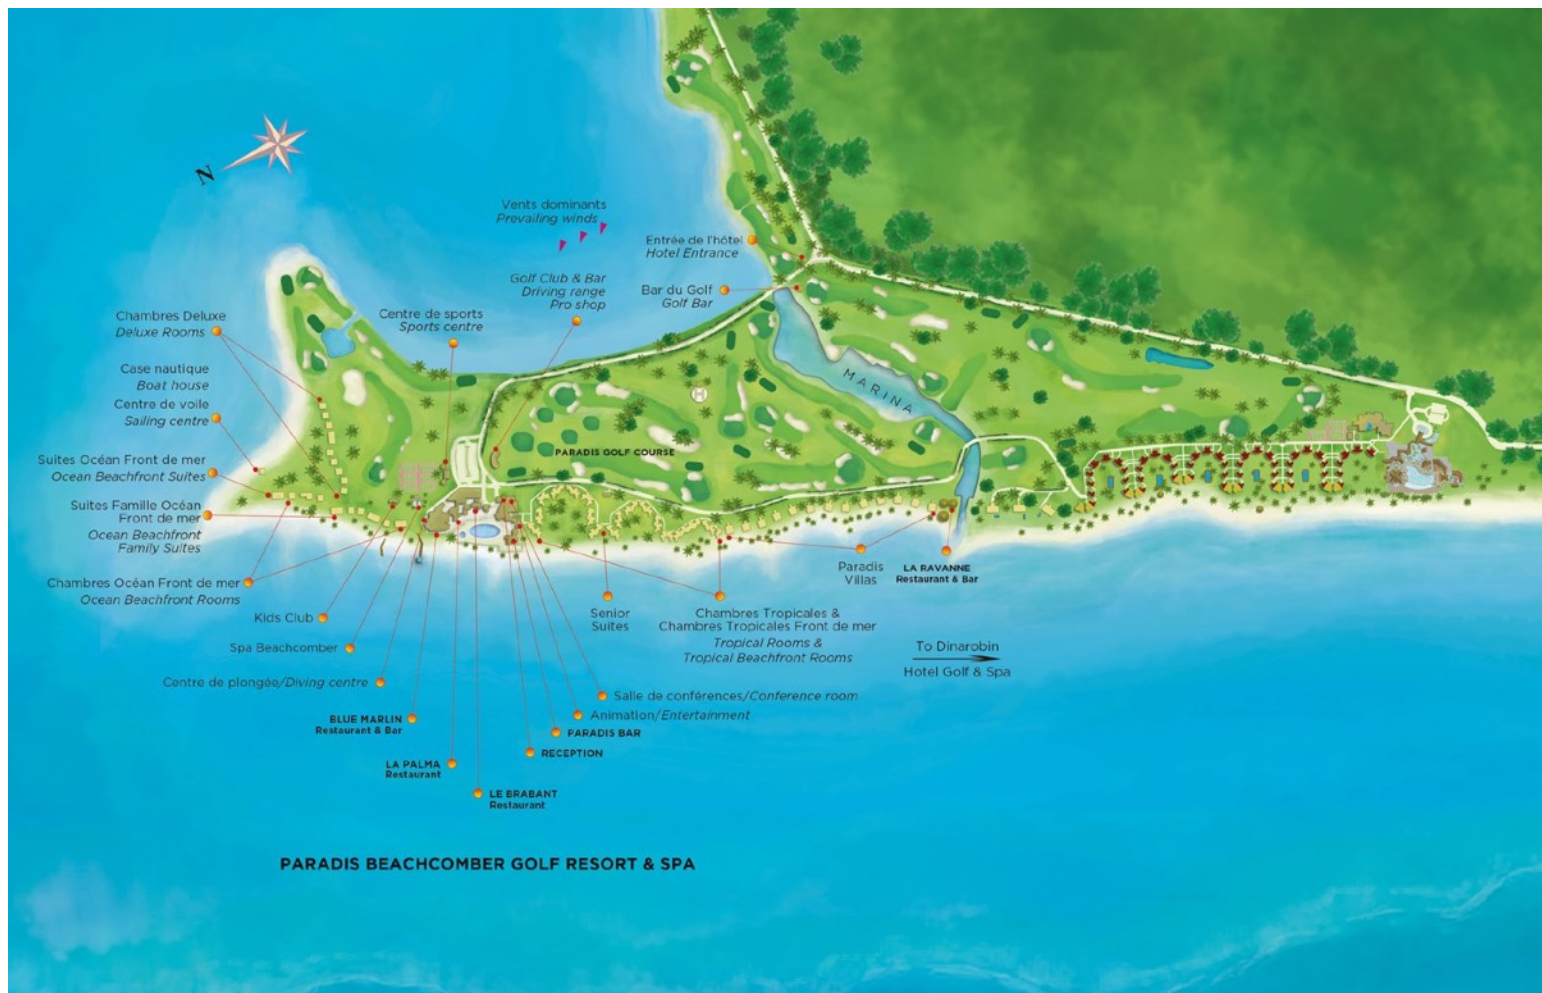 N
Vents dominants
Prevailing winds
Entrée de l'hôtel
Hotel Entrance
Golf Club & Bar
Driving range
Pro shop
Bar du Golf
Golf Bar
Chambres Deluxe
Deluxe Rooms
Centre de sports
Sports centre
Case nautique
Boat house
MARINA
H
Centre de voile
Sailing centre
PARADIS GOLF COURSE
Suites Océan Front de mer
Ocean Beachfront Suites
Suites Famille Océan
Front de mer
Ocean Beachfront
Family Suites
Chambres Océan Front de mer
Ocean Beachfront Rooms
Paradis
Villas
LA RAVANNE
Restaurant & Bar
Kids Club
Senior
Suites
Chambres Tropicales &
Chambres Tropicales Front de mer
Tropical Rooms &
Tropical Beachfront Rooms
Spa Beachcomber
To Dinarobin
Hotel Golf & Spa
Centre de plongée/Diving centre
Salle de conférences/Conference room
BLUE MARLIN
Restaurant & Bar
Animation/Entertainment
PARADIS BAR
RECEPTION
LA PALMA
Restaurant
LE BRABANT
Restaurant
PARADIS BEACHCOMBER GOLF RESORT & SPA